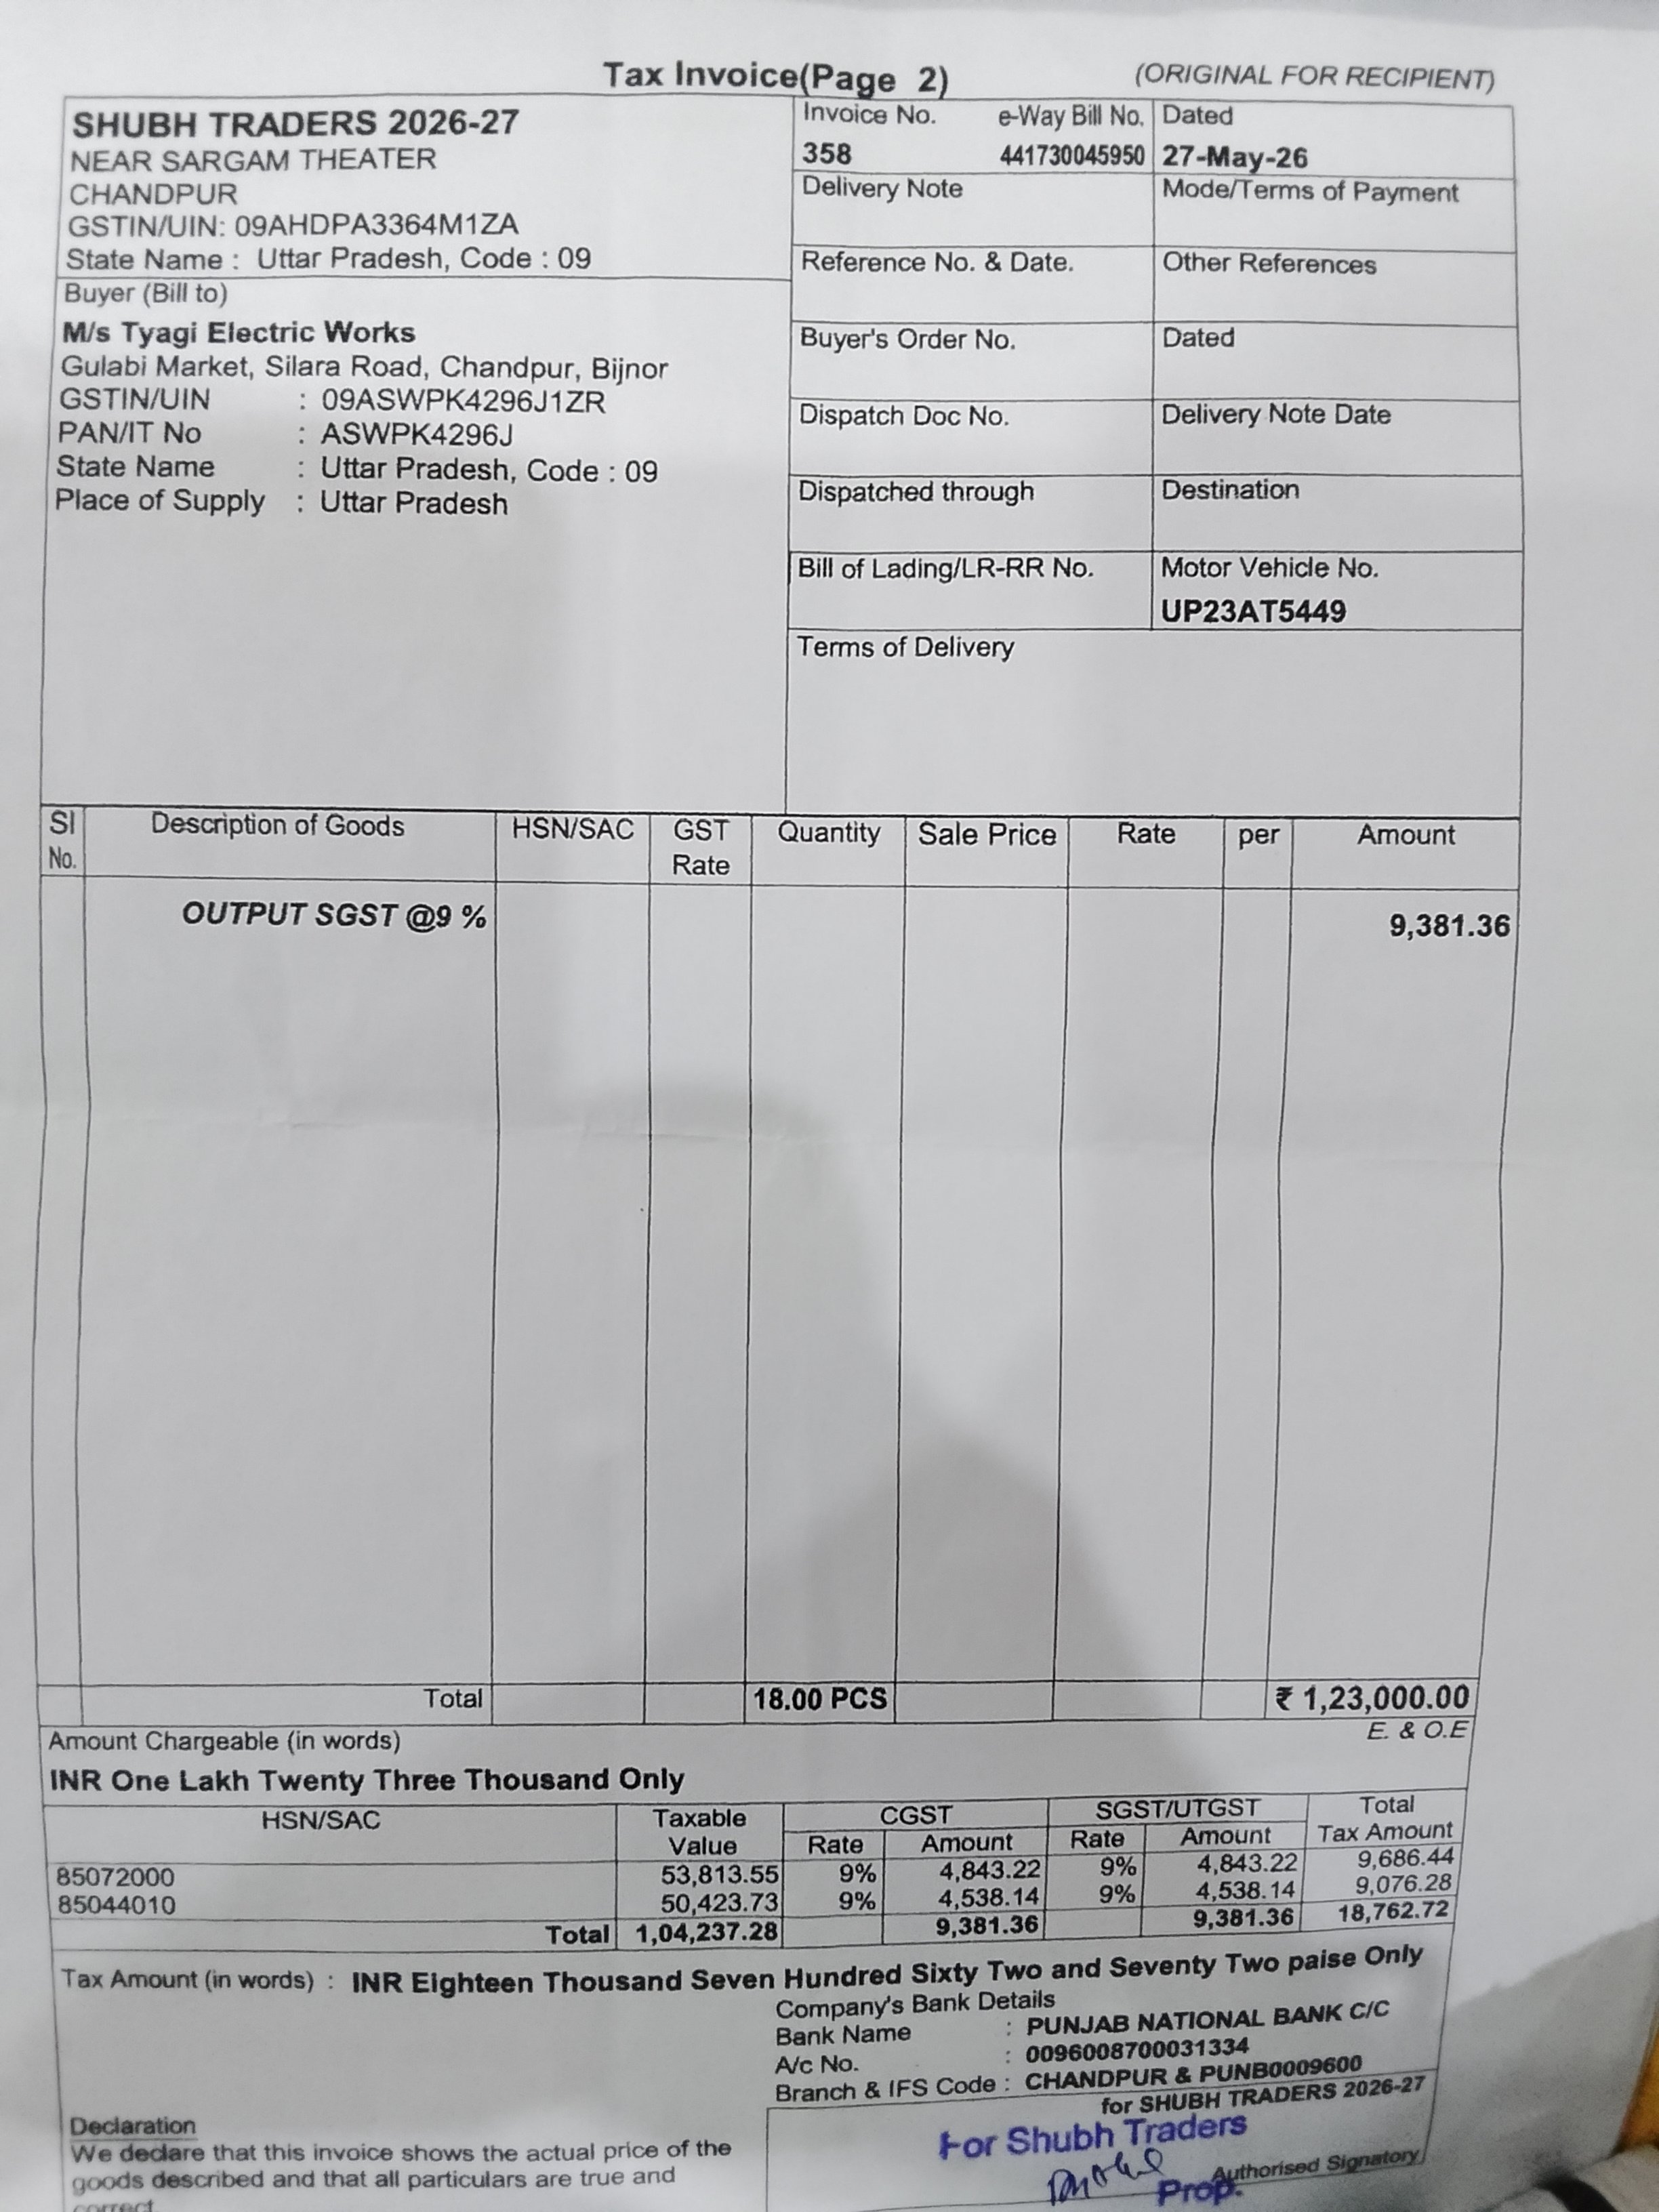 Tax Invoice(Page 2)
(ORIGINAL FOR RECIPIENT)
SHUBH TRADERS 2026-27
NEAR SARGAM THEATER
CHANDPUR
GSTIN/UIN: 09AHDPA3364M1ZA
State Name : Uttar Pradesh, Code : 09
Buyer (Bill to)
M/s Tyagi Electric Works
Gulabi Market, Silara Road, Chandpur, Bijnor
GSTIN/UIN : 09ASWPK4296J1ZR
PAN/IT No : ASWPK4296J
State Name : Uttar Pradesh, Code : 09
Place of Supply : Uttar Pradesh
Invoice No. e-Way Bill No. Dated
358 441730045950 27-May-26
Delivery Note Mode/Terms of Payment
Reference No. & Date. Other References
Buyer's Order No. Dated
Dispatch Doc No. Delivery Note Date
Dispatched through Destination
Bill of Lading/LR-RR No. Motor Vehicle No.
UP23AT5449
Terms of Delivery
SI No. Description of Goods HSN/SAC GST Rate Quantity Sale Price Rate per Amount
OUTPUT SGST @9 % 9,381.36
Total 18.00 PCS ₹ 1,23,000.00
Amount Chargeable (in words) E. & O.E
INR One Lakh Twenty Three Thousand Only
HSN/SAC Taxable Value CGST SGST/UTGST Total Tax Amount
Rate Amount Rate Amount
85072000 53,813.55 9% 4,843.22 9% 4,843.22 9,686.44
85044010 50,423.73 9% 4,538.14 9% 4,538.14 9,076.28
Total 1,04,237.28 9,381.36 9,381.36 18,762.72
Tax Amount (in words) : INR Eighteen Thousand Seven Hundred Sixty Two and Seventy Two paise Only
Company's Bank Details
Bank Name : PUNJAB NATIONAL BANK C/C
A/c No. : 0096008700031334
Branch & IFS Code : CHANDPUR & PUNB0009600
for SHUBH TRADERS 2026-27
For Shubh Traders
Authorised Signatory
Prop.
Declaration
We declare that this invoice shows the actual price of the
goods described and that all particulars are true and
correct.